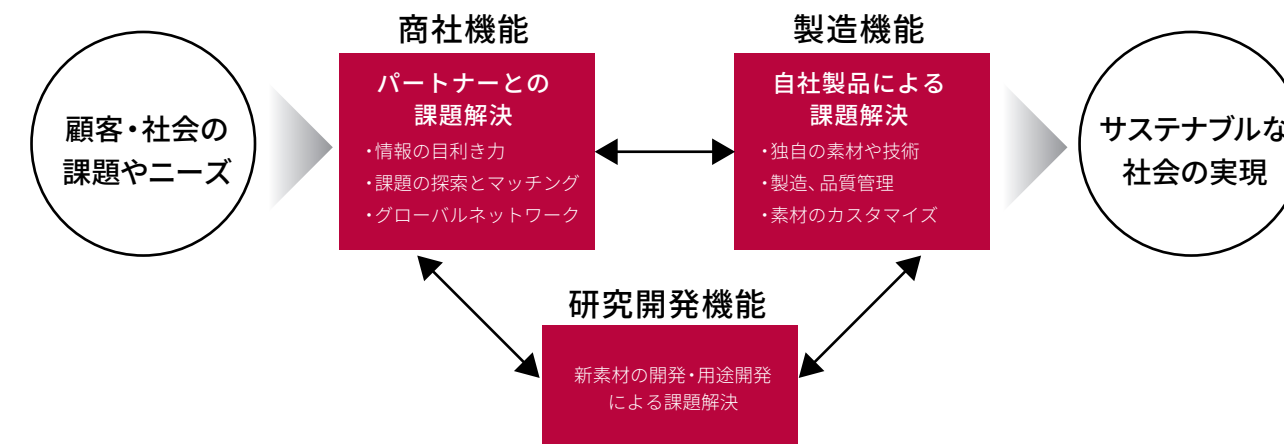 顧客・社会の
課題やニーズ
商社機能
パートナーとの
課題解決
・情報の目利き力
・課題の探索とマッチング
・グローバルネットワーク
製造機能
自社製品による
課題解決
・独自の素材や技術
・製造、品質管理
・素材のカスタマイズ
研究開発機能
新素材の開発・用途開発
による課題解決
サステナブルな
社会の実現